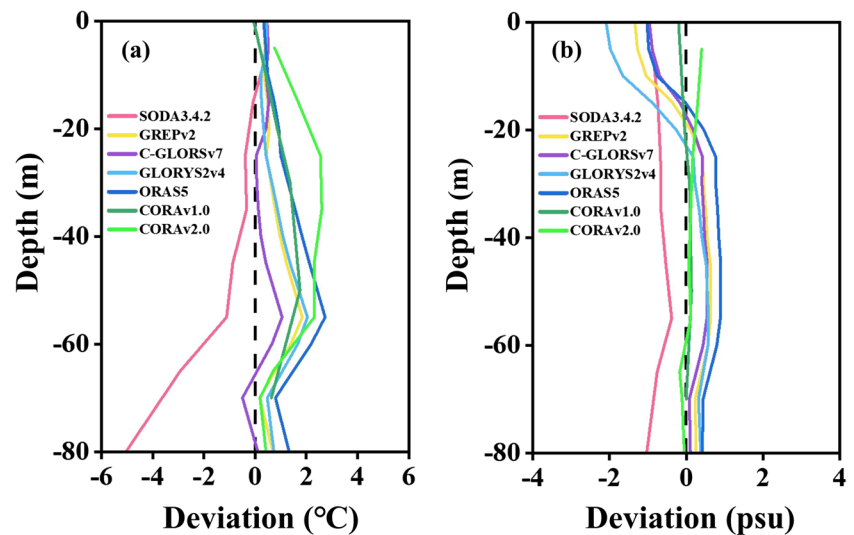 (a)
-0
-20
-40
-60
-80
Depth (m)
SODA3.4.2
GREPv2
C-GLORSv7
GLORYS2v4
ORAS5
CORAv1.0
CORAv2.0
-6 -4 -2 0 2 4 6
Deviation (°C)
(b)
-0
-20
-40
-60
-80
Depth (m)
SODA3.4.2
GREPv2
C-GLORSv7
GLORYS2v4
ORAS5
CORAv1.0
CORAv2.0
-4 -2 0 2 4
Deviation (psu)